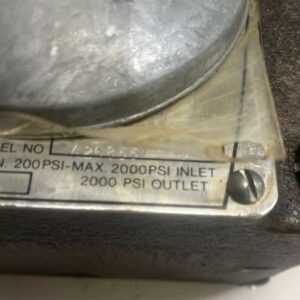 EL NO
N. 200PSI-MAX. 2000PSI INLET
2000 PSI OUTLET